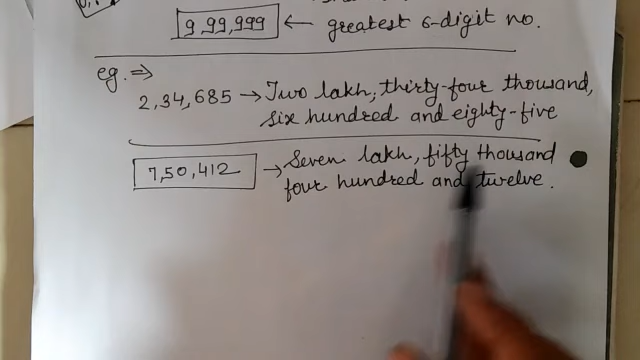 9,99,999 ← greatest 6-digit no.
eg. ⇒
2,34,685 → Two lakh, thirty-four thousand,
six hundred and eighty-five
7,50,412 → Seven lakh, fifty thousand
four hundred and twelve.